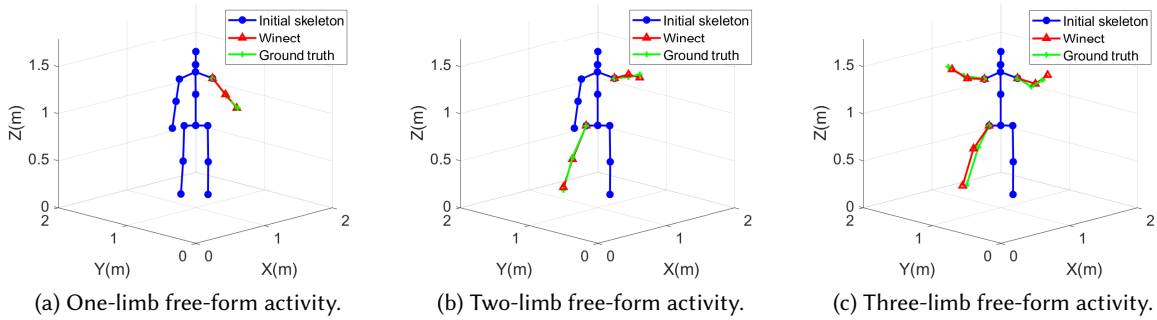 Initial skeleton
Winect
Ground truth
1.5
1
0.5
0
2
1
0
0
1
2
Z(m)
Y(m)
X(m)
(a) One-limb free-form activity.
Initial skeleton
Winect
Ground truth
1.5
1
0.5
0
2
1
0
0
1
2
Z(m)
Y(m)
X(m)
(b) Two-limb free-form activity.
Initial skeleton
Winect
Ground truth
1.5
1
0.5
0
2
1
0
0
1
2
Z(m)
Y(m)
X(m)
(c) Three-limb free-form activity.